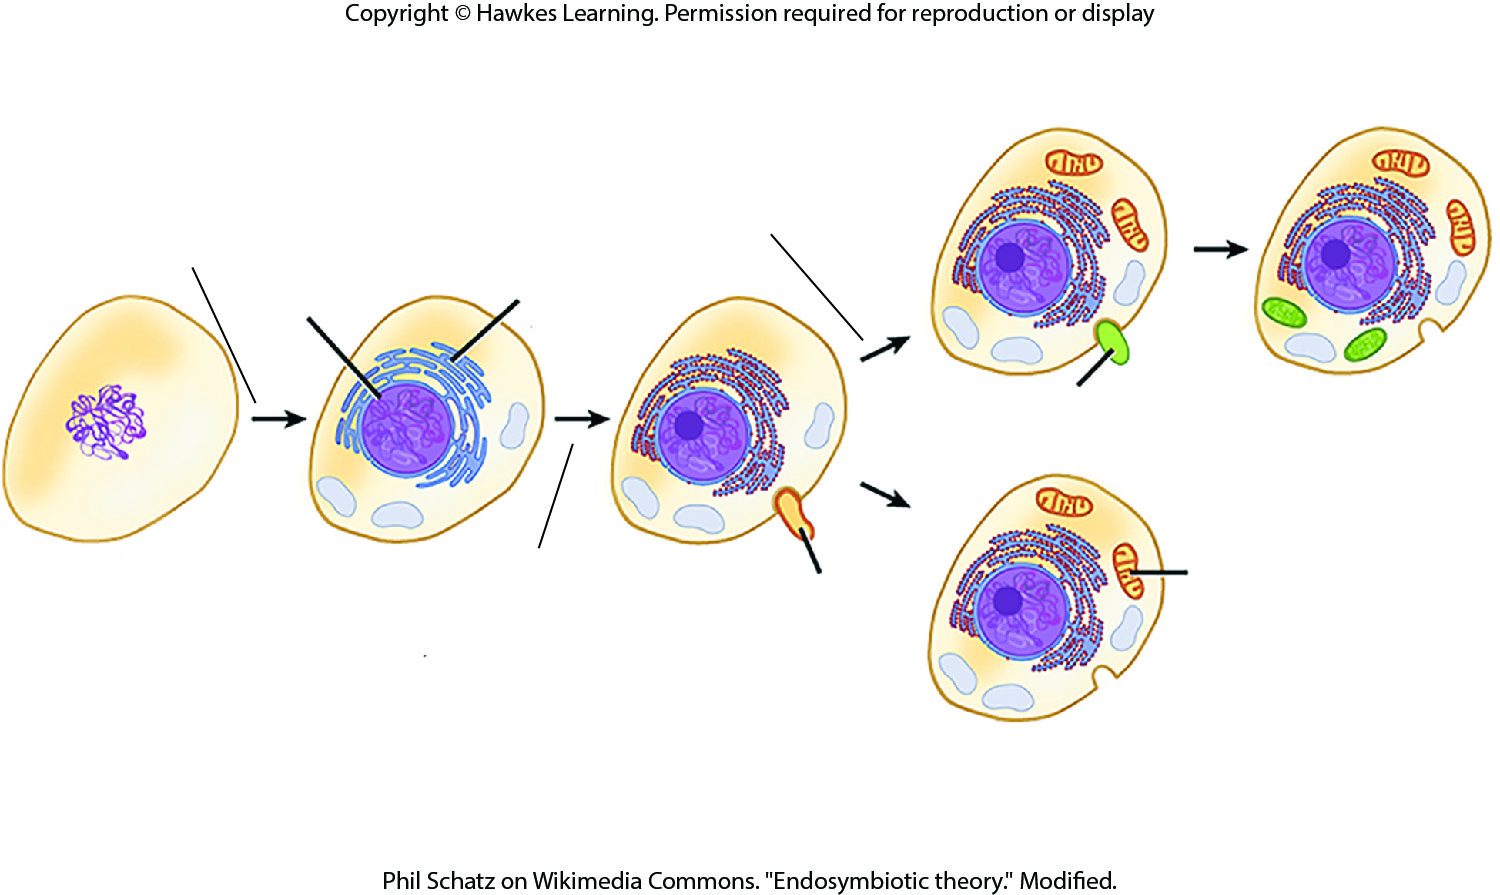 Copyright © Hawkes Learning. Permission required for reproduction or display
Phil Schatz on Wikimedia Commons. "Endosymbiotic theory." Modified.